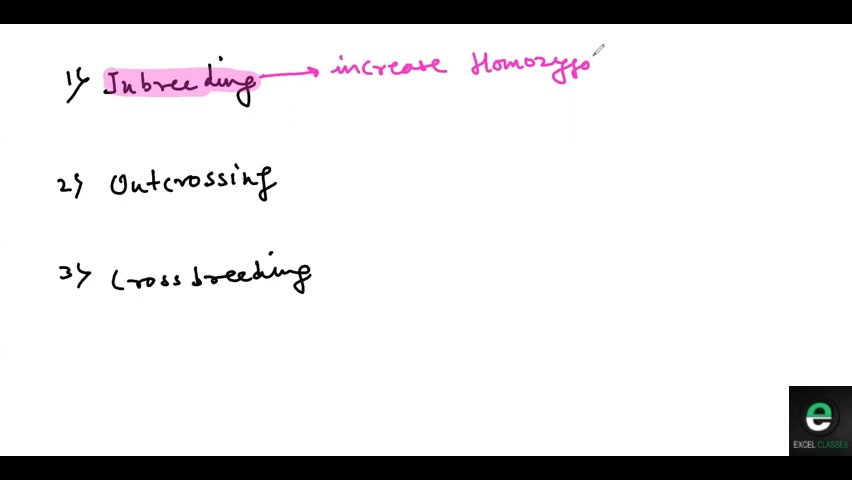 1) Inbreeding → increase Homozygo
2) Outcrossing
3) Crossbreeding
e
EXCEL CLASSES